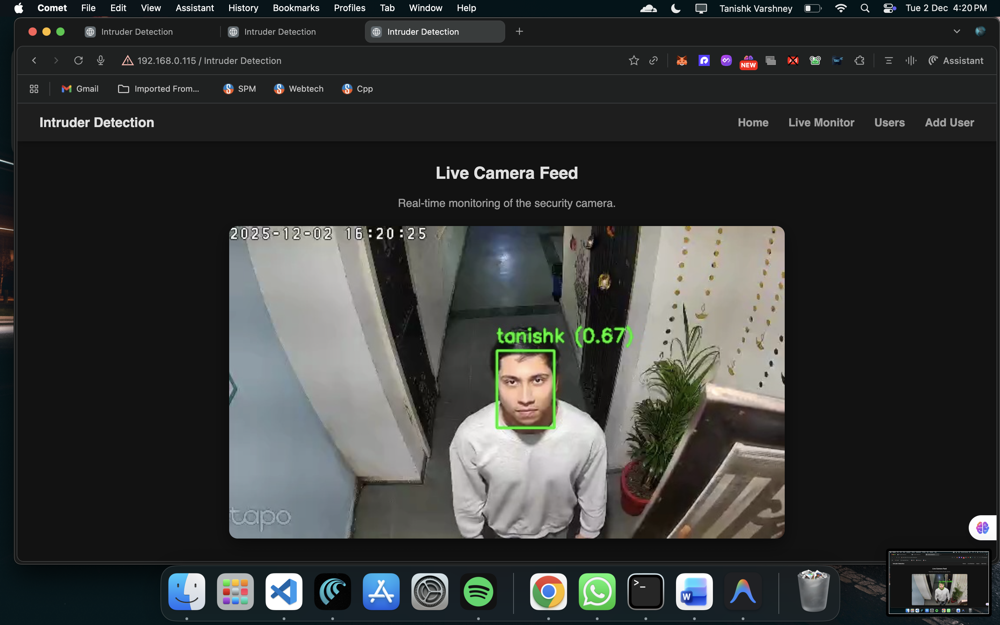 Comet File Edit View Assistant History Bookmarks Profiles Tab Window Help Tanishk Varshney Tue 2 Dec 4:20 PM
Intruder Detection Intruder Detection Intruder Detection
192.168.0.115 / Intruder Detection NEW Assistant
Gmail Imported From... SPM Webtech Cpp
Intruder Detection Home Live Monitor Users Add User
Live Camera Feed
Real-time monitoring of the security camera.
2025-12-02 16:20:25
tanishk (0.67)
tapo
>_
W